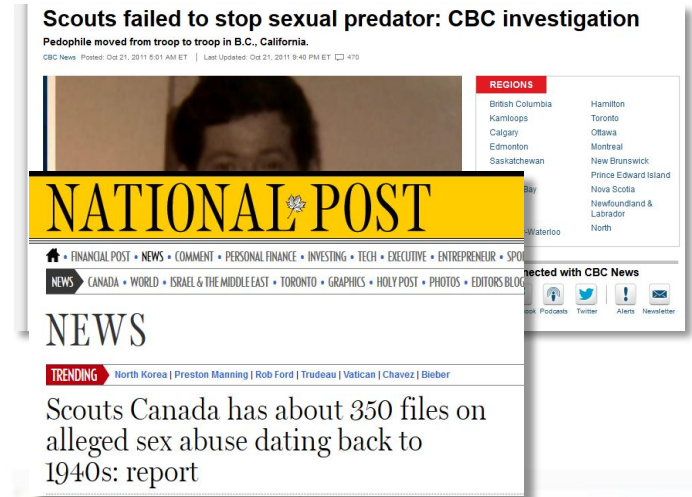 Scouts failed to stop sexual predator: CBC investigation
Pedophile moved from troop to troop in B.C., California.
CBC News Posted: Oct 21, 2011 5:01 AM ET | Last Updated: Oct 21, 2011 9:40 PM ET 470
REGIONS
British Columbia Hamilton
Kamloops Toronto
Calgary Ottawa
Edmonton Montreal
Saskatchewan New Brunswick
Prince Edward Island
Bay Nova Scotia
Newfoundland &
Labrador
-Waterloo North
nected with CBC News
ook Podcasts Twitter Alerts Newsletter
NATIONAL POST
• FINANCIAL POST • NEWS • COMMENT • PERSONAL FINANCE • INVESTING • TECH • EXECUTIVE • ENTREPRENEUR • SPO
NEWS CANADA • WORLD • ISRAEL & THE MIDDLE EAST • TORONTO • GRAPHICS • HOLY POST • PHOTOS • EDITORS BLOG
NEWS
TRENDING North Korea | Preston Manning | Rob Ford | Trudeau | Vatican | Chavez | Bieber
Scouts Canada has about 350 files on
alleged sex abuse dating back to
1940s: report